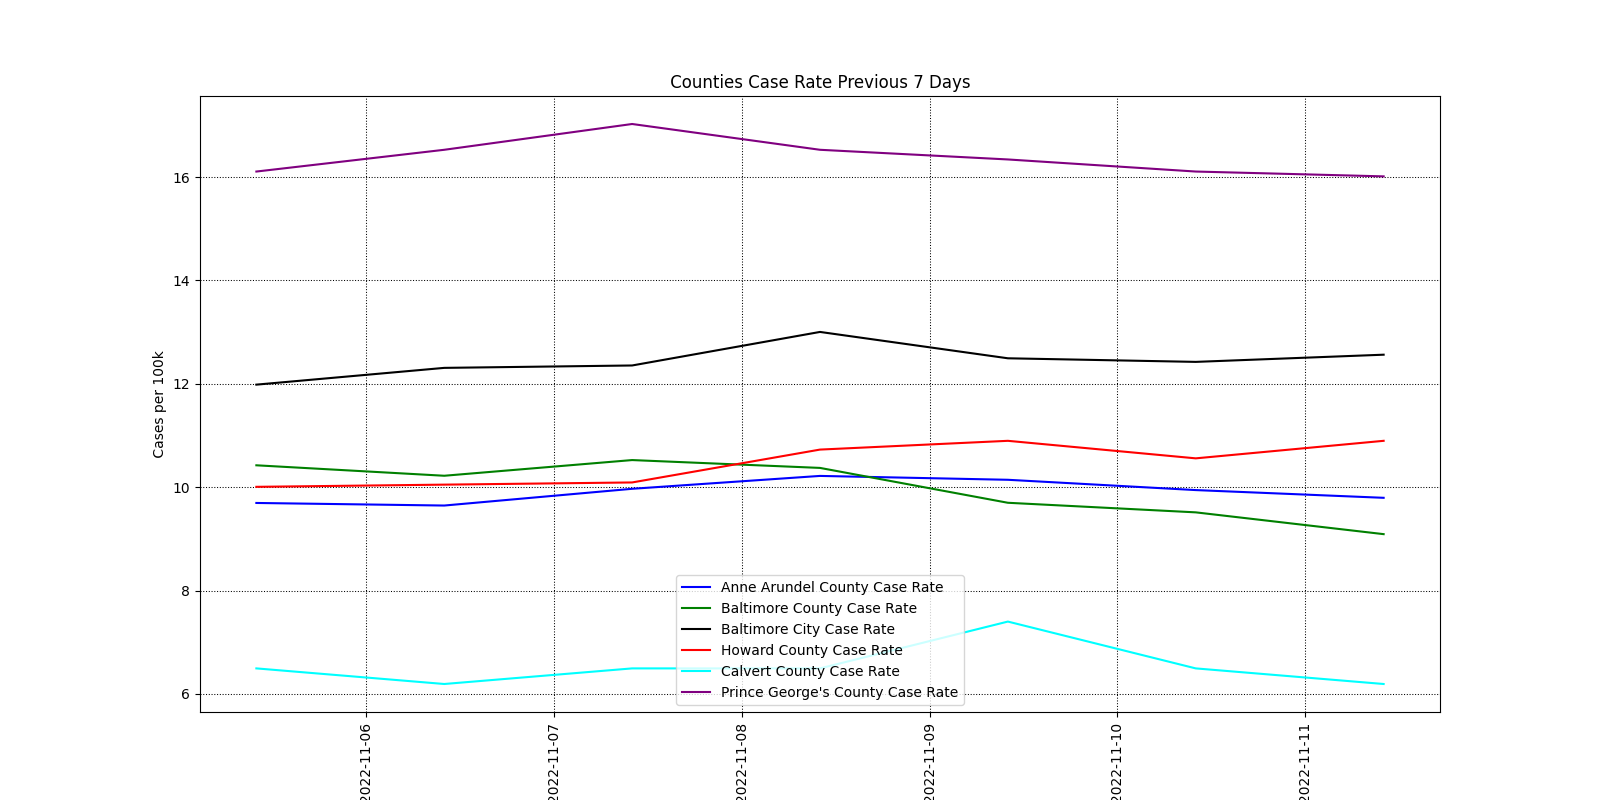 Counties Case Rate Previous 7 Days
Cases per 100k
16
14
12
10
8
6
Anne Arundel County Case Rate
Baltimore County Case Rate
Baltimore City Case Rate
Howard County Case Rate
Calvert County Case Rate
Prince George's County Case Rate
2022-11-06
2022-11-07
2022-11-08
2022-11-09
2022-11-10
2022-11-11